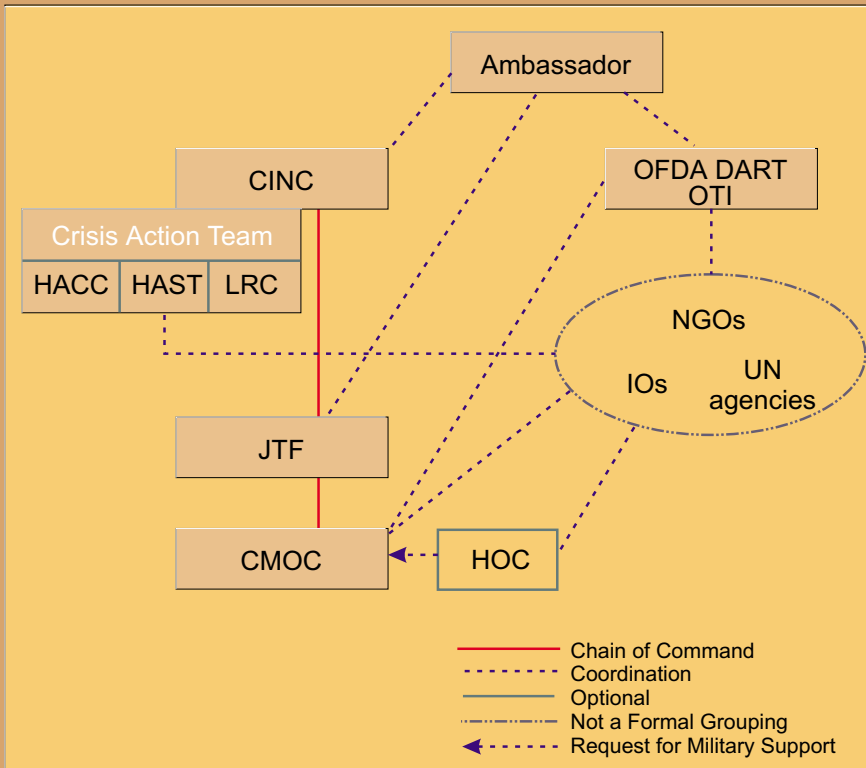 Ambassador
CINC
OFDA DART
OTI
Crisis Action Team
HACC
HAST
LRC
NGOs
IOs
UN
agencies
JTF
CMOC
HOC
Chain of Command
Coordination
Optional
Not a Formal Grouping
Request for Military Support